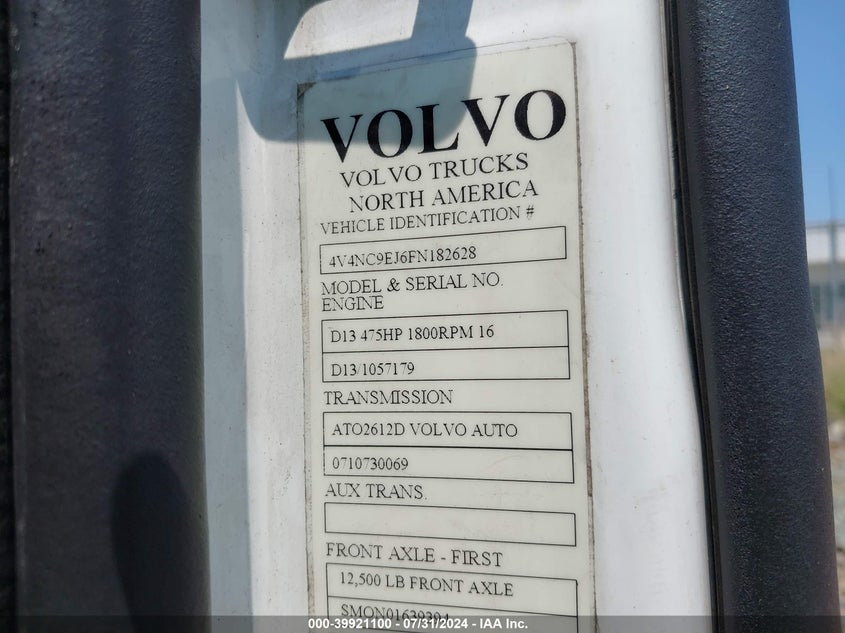 VOLVO
VOLVO TRUCKS
NORTH AMERICA
VEHICLE IDENTIFICATION #
4V4NC9EJ6FN182628
MODEL & SERIAL NO.
ENGINE
D13 475HP 1800RPM 16
D13/1057179
TRANSMISSION
ATO2612D VOLVO AUTO
0710730069
AUX TRANS.
FRONT AXLE - FIRST
12,500 LB FRONT AXLE
000-39921100 - 07/31/2024 - IAA Inc.